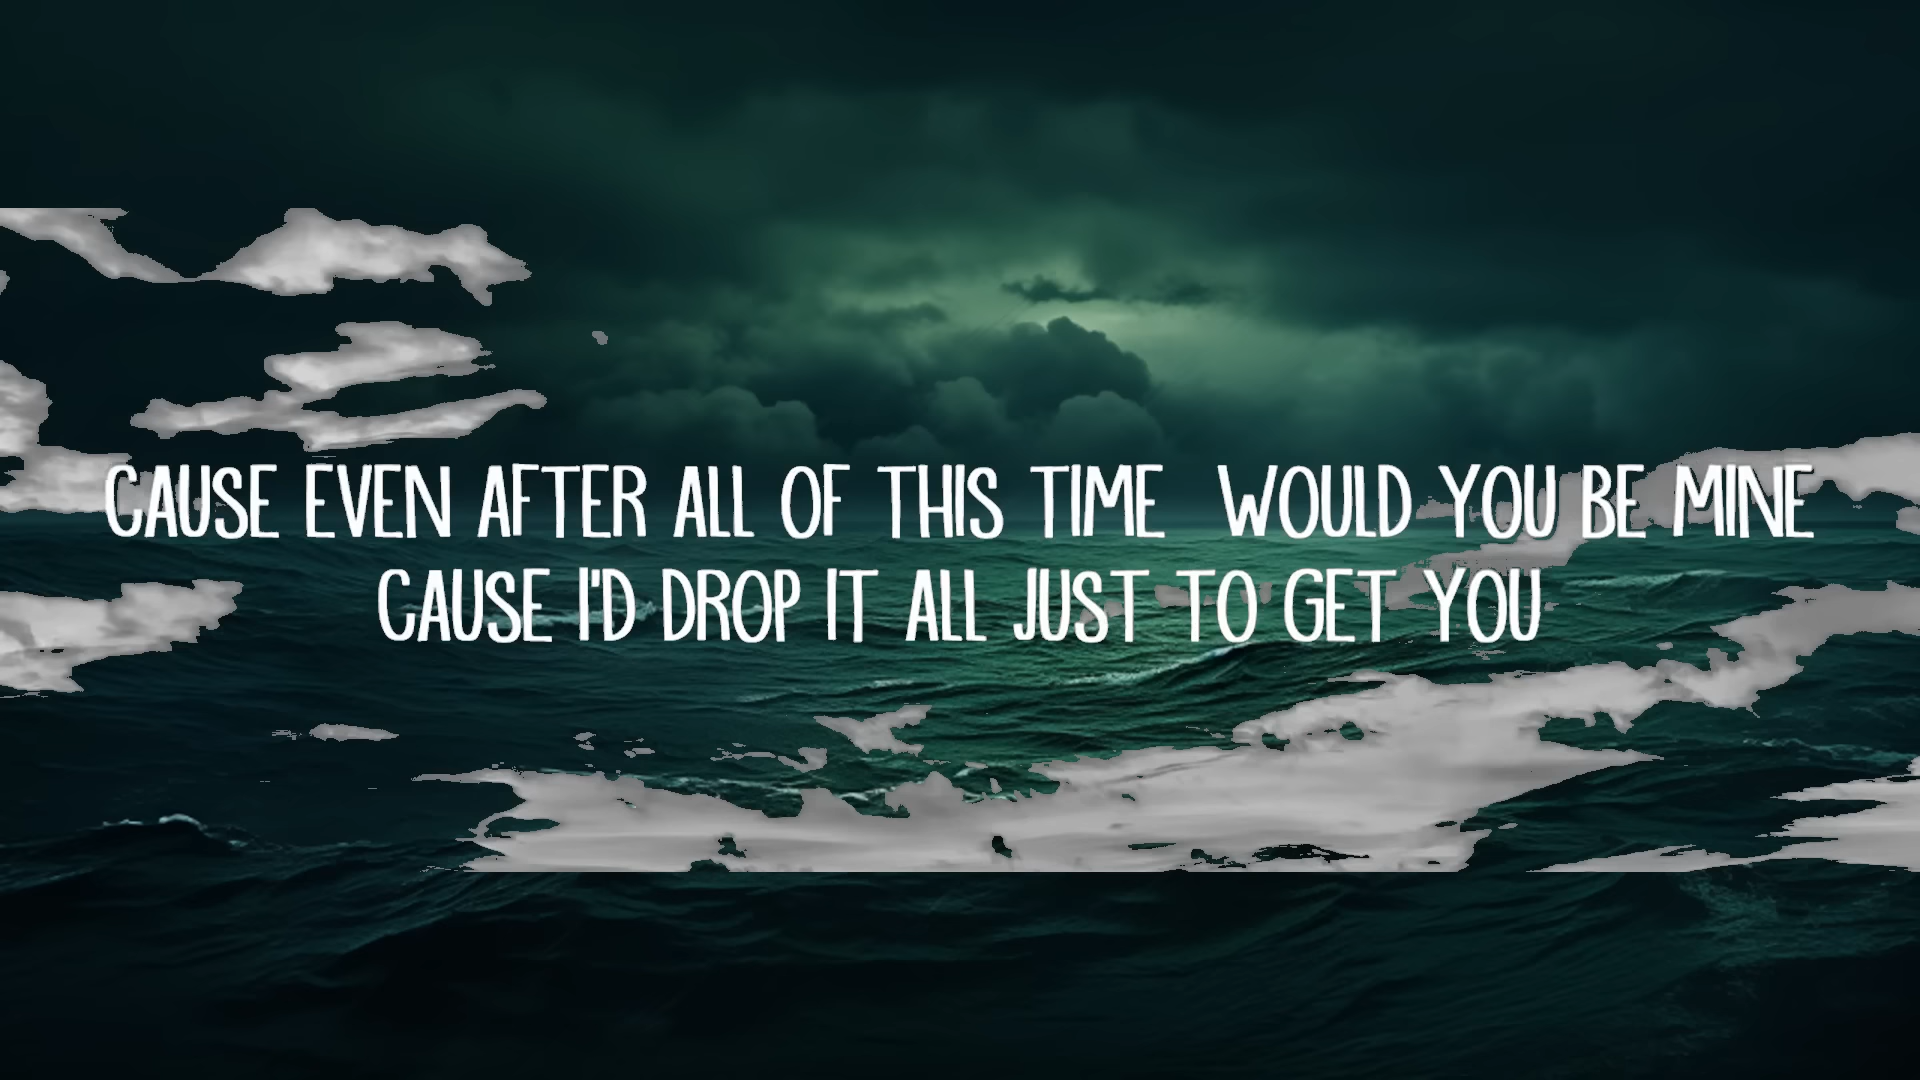 CAUSE EVEN AFTER ALL OF THIS TIME  WOULD YOU BE MINE
CAUSE I'D DROP IT ALL JUST TO GET YOU